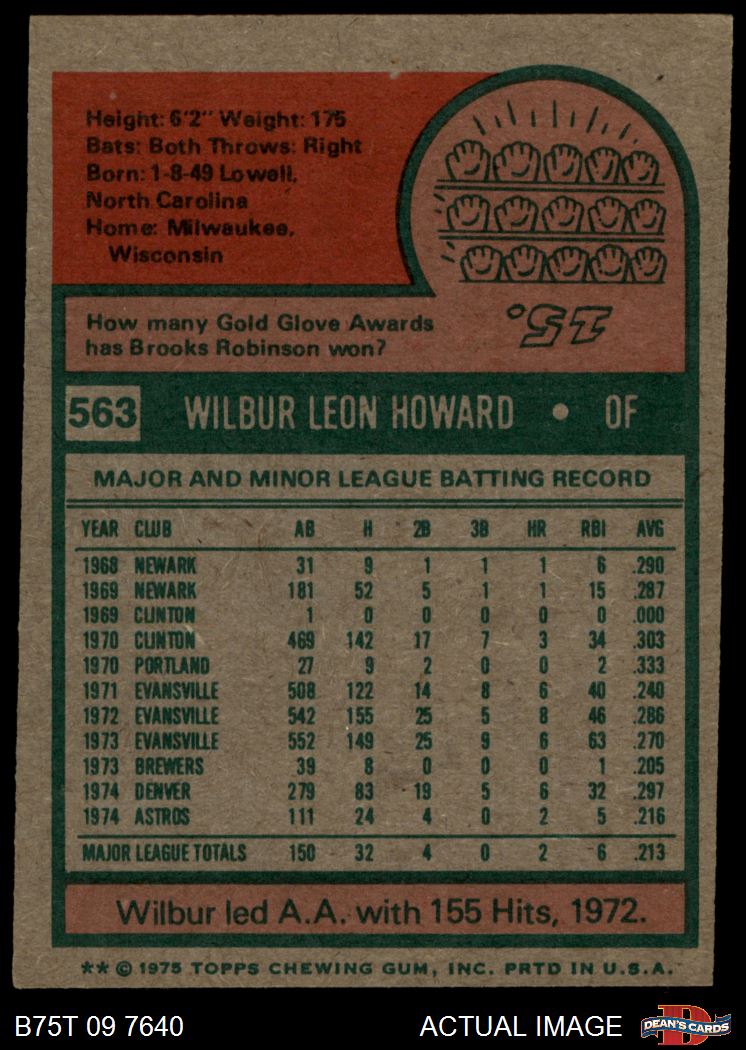 Height: 6'2" Weight: 175
Bats: Both Throws: Right
Born: 1-8-49 Lowell,
North Carolina
Home: Milwaukee,
Wisconsin
How many Gold Glove Awards
has Brooks Robinson won?
15.
563 WILBUR LEON HOWARD • OF
MAJOR AND MINOR LEAGUE BATTING RECORD
YEAR CLUB AB H 2B 3B HR RBI AVG
1968 NEWARK 31 9 1 1 1 6 .290
1969 NEWARK 181 52 5 1 1 15 .287
1969 CLINTON 1 0 0 0 0 0 .000
1970 CLINTON 469 142 17 7 3 34 .303
1970 PORTLAND 27 9 2 0 0 2 .333
1971 EVANSVILLE 508 122 14 8 6 40 .240
1972 EVANSVILLE 542 155 25 5 8 46 .286
1973 EVANSVILLE 552 149 25 9 6 63 .270
1973 BREWERS 39 8 0 0 0 1 .205
1974 DENVER 279 83 19 5 6 32 .297
1974 ASTROS 111 24 4 0 2 5 .216
MAJOR LEAGUE TOTALS 150 32 4 0 2 6 .213
Wilbur led A.A. with 155 Hits, 1972.
** © 1975 TOPPS CHEWING GUM, INC. PRTD IN U.S.A.
B75T 09 7640 ACTUAL IMAGE DEAN'S CARDS